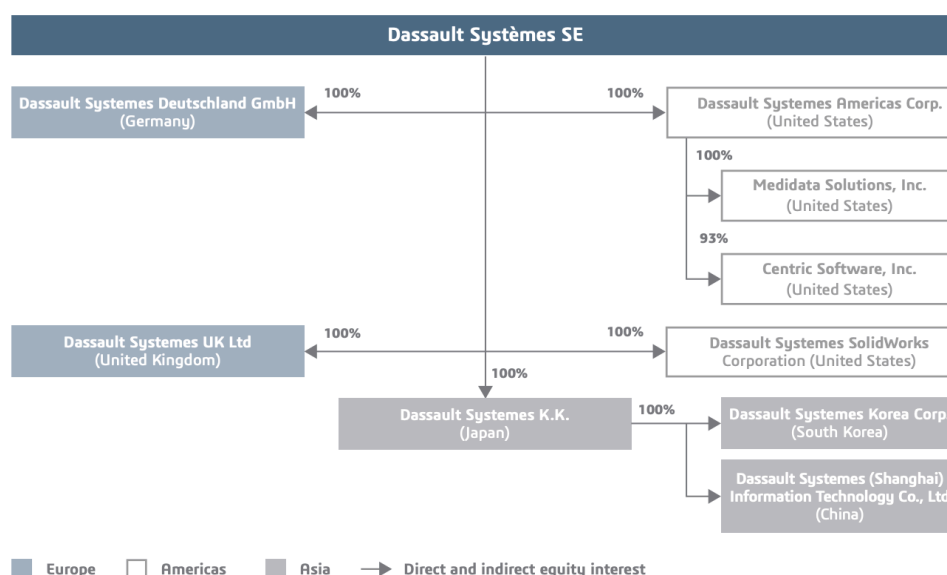 Dassault Systèmes SE
100%
100%
Dassault Systemes Deutschland GmbH
(Germany)
Dassault Systemes Americas Corp.
(United States)
100%
Medidata Solutions, Inc.
(United States)
93%
Centric Software, Inc.
(United States)
100%
100%
Dassault Systemes UK Ltd
(United Kingdom)
Dassault Systemes SolidWorks
Corporation (United States)
100%
Dassault Systemes K.K.
(Japan)
100%
Dassault Systemes Korea Corp
(South Korea)
Dassault Systemes (Shanghai)
Information Technology Co., Ltd
(China)
Europe
Americas
Asia
Direct and indirect equity interest